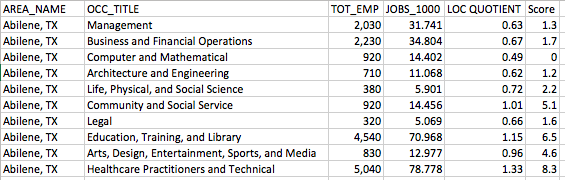 AREA_NAME OCC_TITLE TOT_EMP JOBS_1000 LOC QUOTIENT Score
Abilene, TX Management 2,030 31.741 0.63 1.3
Abilene, TX Business and Financial Operations 2,230 34.804 0.67 1.7
Abilene, TX Computer and Mathematical 920 14.402 0.49 0
Abilene, TX Architecture and Engineering 710 11.068 0.62 1.2
Abilene, TX Life, Physical, and Social Science 380 5.901 0.72 2.2
Abilene, TX Community and Social Service 920 14.456 1.01 5.1
Abilene, TX Legal 320 5.069 0.66 1.6
Abilene, TX Education, Training, and Library 4,540 70.968 1.15 6.5
Abilene, TX Arts, Design, Entertainment, Sports, and Media 830 12.977 0.96 4.6
Abilene, TX Healthcare Practitioners and Technical 5,040 78.778 1.33 8.3